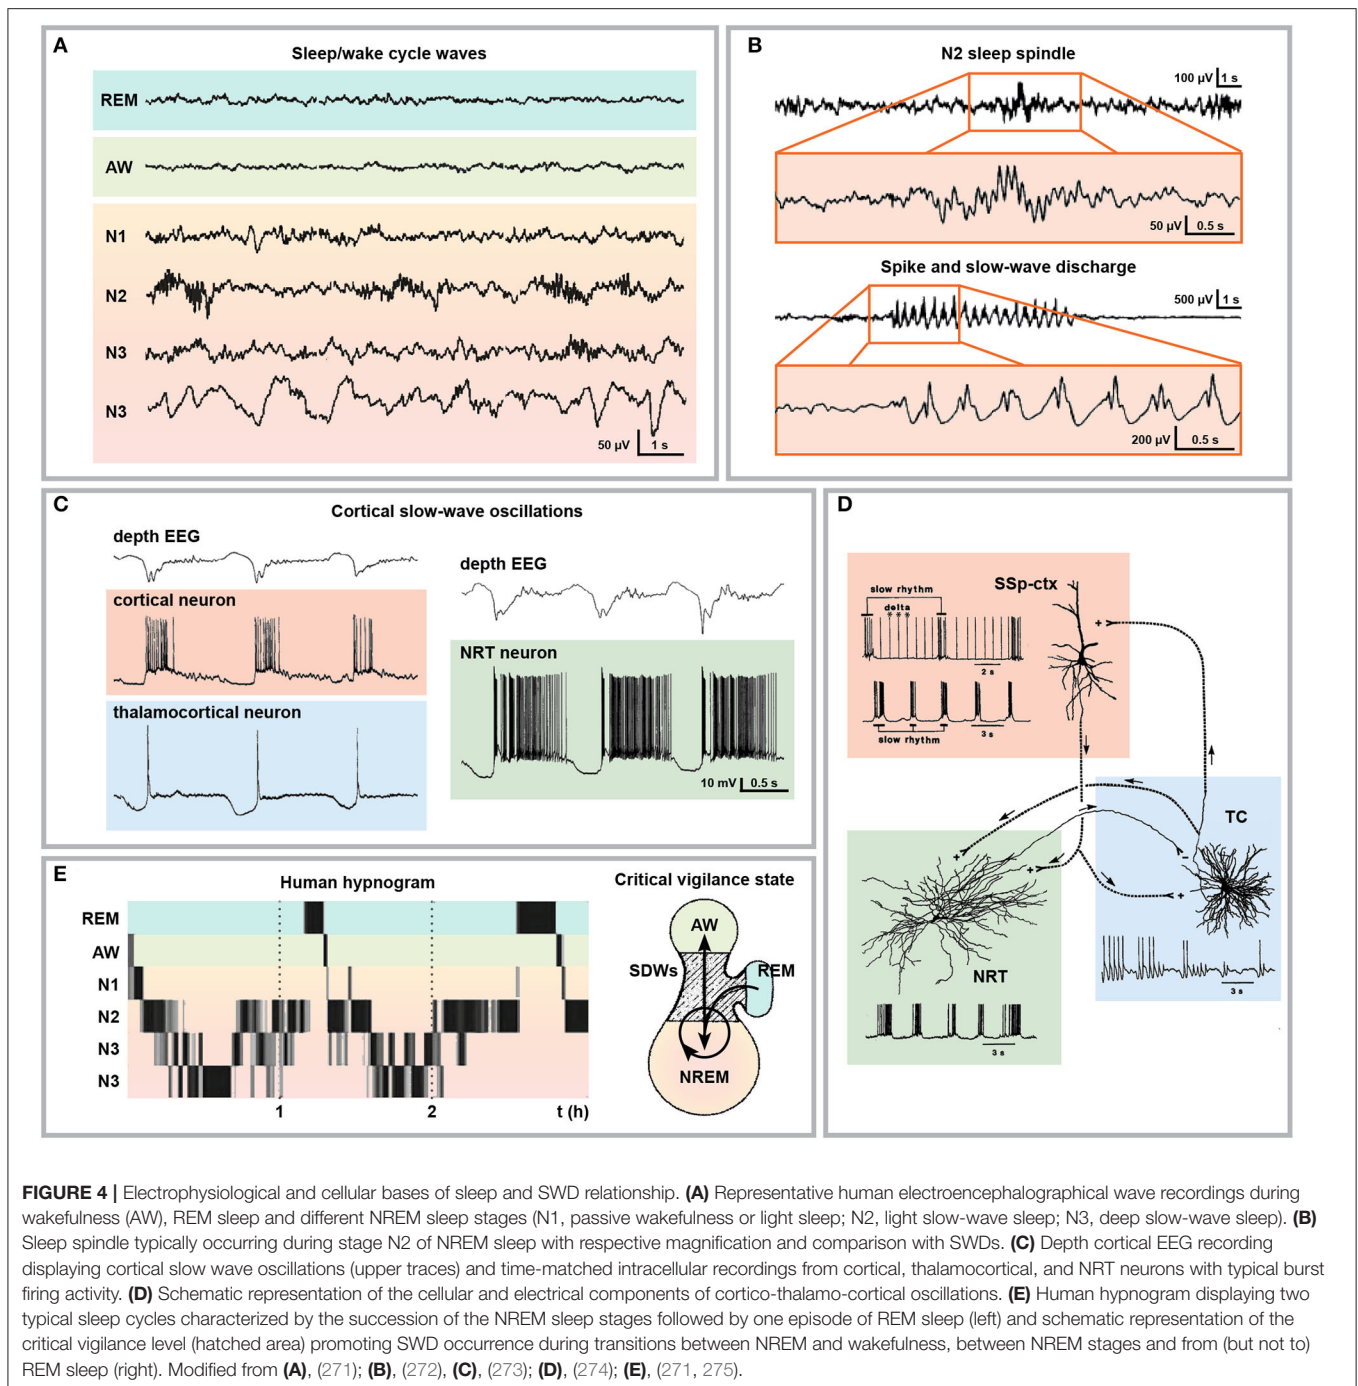 A
Sleep/wake cycle waves
REM
AW
N1
N2
N3
N3
50 µV
1 s
B
N2 sleep spindle
100 µV
1 s
50 µV
0.5 s
Spike and slow-wave discharge
500 µV
1 s
200 µV
0.5 s
C
Cortical slow-wave oscillations
depth EEG
cortical neuron
thalamocortical neuron
depth EEG
NRT neuron
10 mV
0.5 s
D
SSp-ctx
slow rhythm
delta
* * *
2 s
slow rhythm
3 s
+
TC
+
+
−
+
NRT
3 s
3 s
E
Human hypnogram
REM
AW
N1
N2
N3
N3
1
2
t (h)
Critical vigilance state
AW
SDWs
REM
NREM
FIGURE 4 | Electrophysiological and cellular bases of sleep and SWD relationship. (A) Representative human electroencephalographical wave recordings during
wakefulness (AW), REM sleep and different NREM sleep stages (N1, passive wakefulness or light sleep; N2, light slow-wave sleep; N3, deep slow-wave sleep). (B)
Sleep spindle typically occurring during stage N2 of NREM sleep with respective magnification and comparison with SWDs. (C) Depth cortical EEG recording
displaying cortical slow wave oscillations (upper traces) and time-matched intracellular recordings from cortical, thalamocortical, and NRT neurons with typical burst
firing activity. (D) Schematic representation of the cellular and electrical components of cortico-thalamo-cortical oscillations. (E) Human hypnogram displaying two
typical sleep cycles characterized by the succession of the NREM sleep stages followed by one episode of REM sleep (left) and schematic representation of the
critical vigilance level (hatched area) promoting SWD occurrence during transitions between NREM and wakefulness, between NREM stages and from (but not to)
REM sleep (right). Modified from (A), (271); (B), (272), (C), (273); (D), (274); (E), (271, 275).